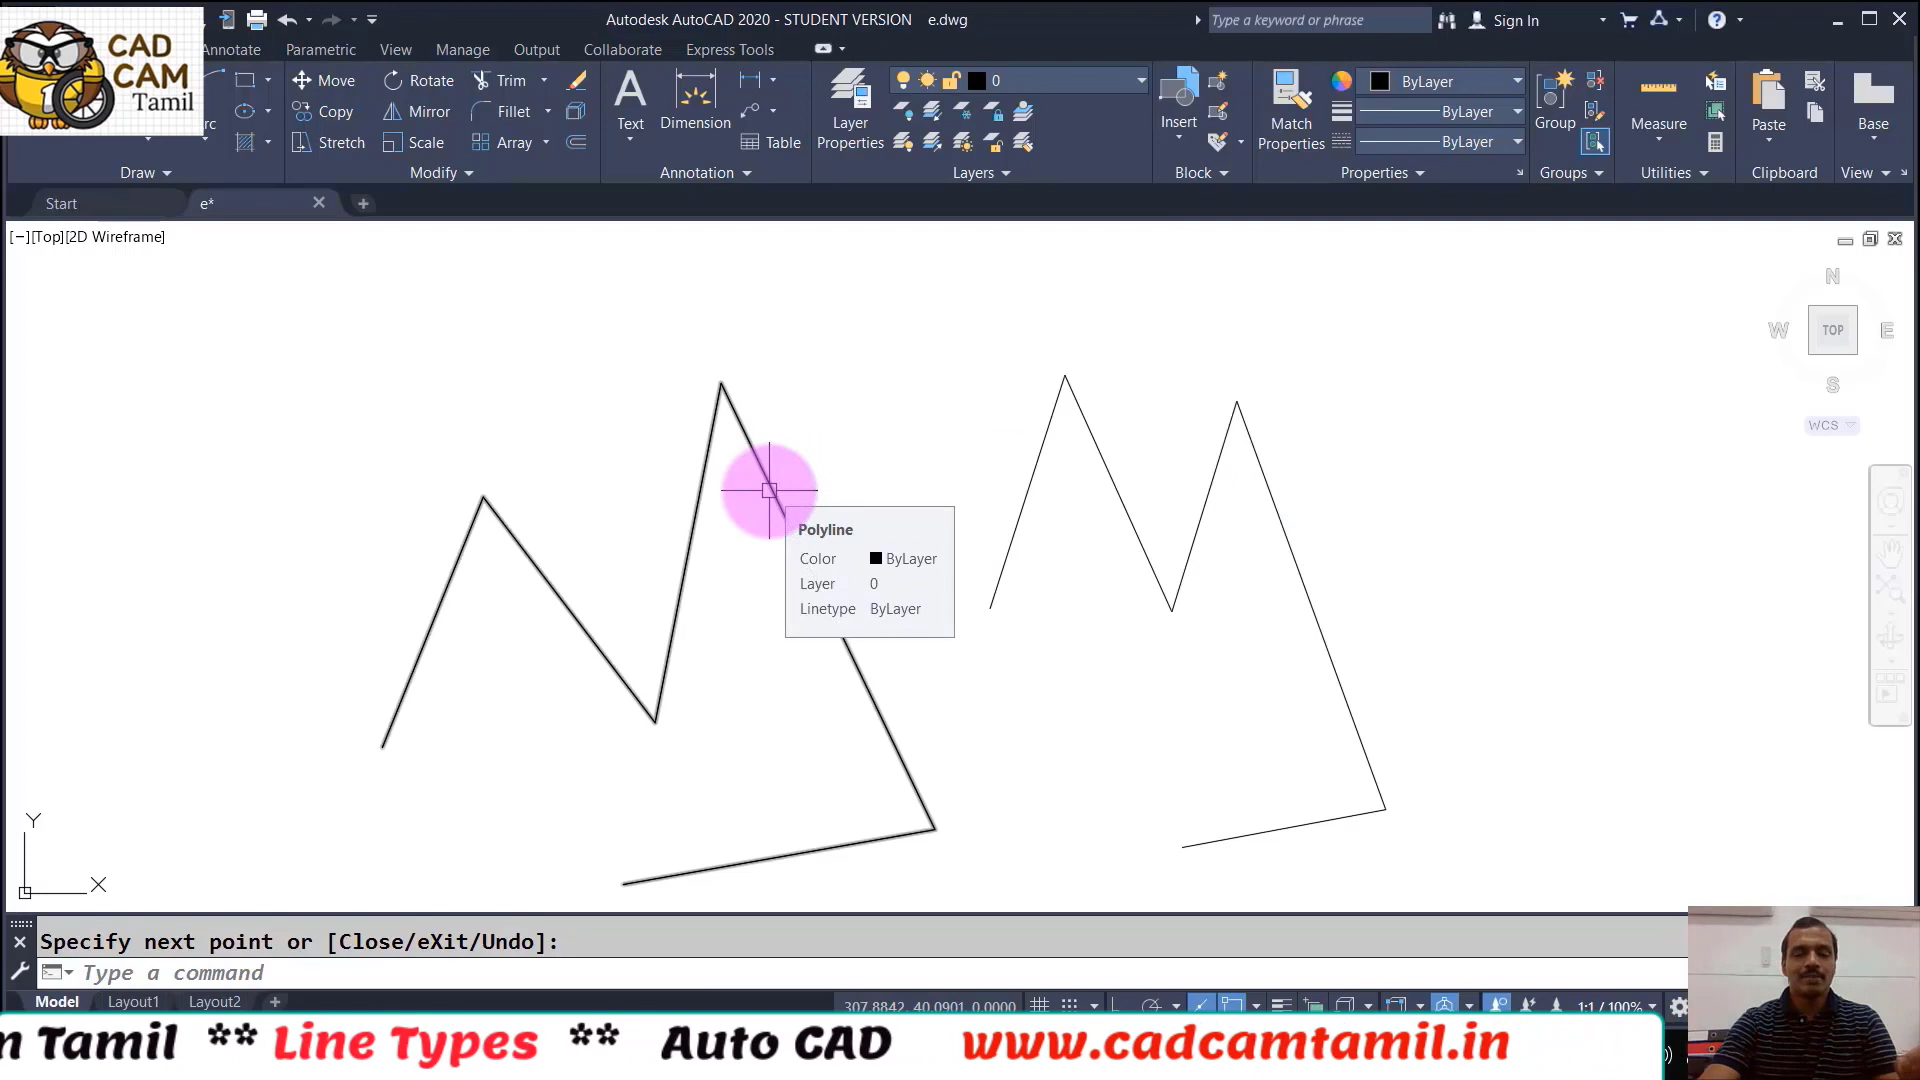 CAD
CAM
Tamil
Autodesk AutoCAD 2020 - STUDENT VERSION e.dwg
Type a keyword or phrase
Sign In
Annotate Parametric View Manage Output Collaborate Express Tools
Move Rotate Trim
Copy Mirror Fillet
Stretch Scale Array
Text Dimension Table
Layer
Properties
0
Insert
Match
Properties
ByLayer
ByLayer
ByLayer
Group Measure Paste Base
Draw Modify Annotation Layers Block Properties Groups Utilities Clipboard View
Start e*
[−][Top][2D Wireframe]
N
W TOP E
S
WCS
Polyline
Color ByLayer
Layer 0
Linetype ByLayer
Y
X
Specify next point or [Close/eXit/Undo]:
Type a command
Model Layout1 Layout2
307.8842, 40.0901, 0.0000 1:1 / 100%
n Tamil ** Line Types ** Auto CAD www.cadcamtamil.in